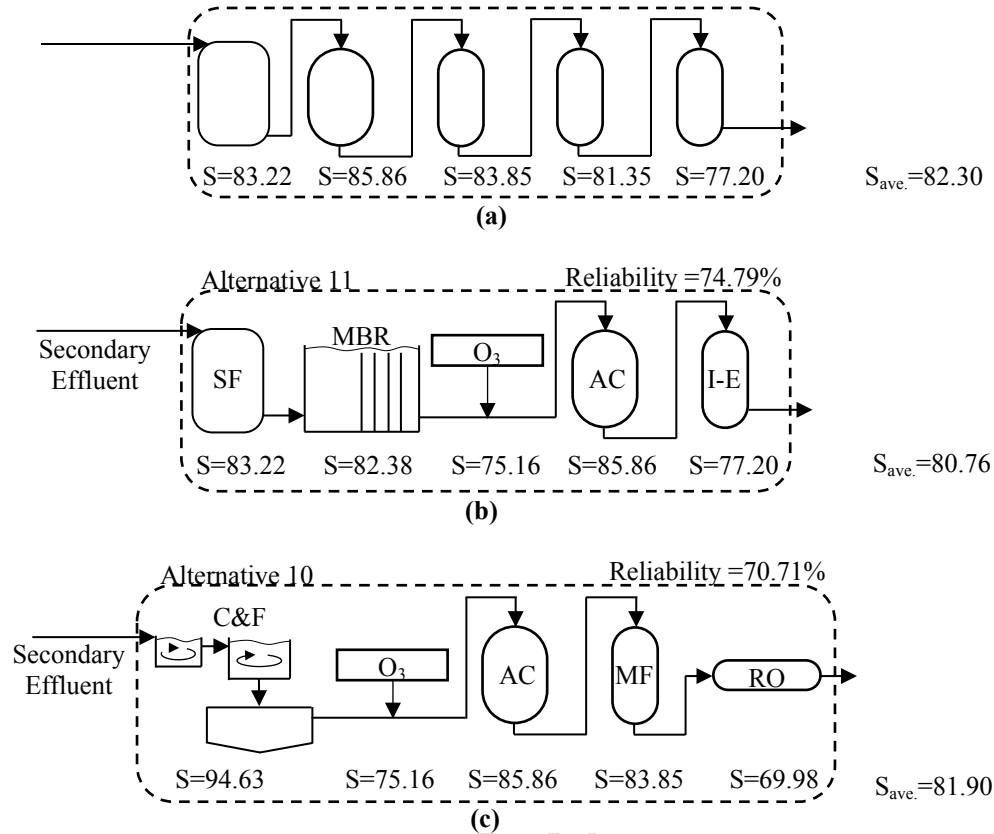 S=83.22 S=85.86 S=83.85 S=81.35 S=77.20 Save.=82.30
(a)
Alternative 11 Reliability =74.79%
Secondary
Effluent
SF MBR O3 AC I-E
S=83.22 S=82.38 S=75.16 S=85.86 S=77.20 Save.=80.76
(b)
Alternative 10 Reliability =70.71%
C&F
Secondary
Effluent
O3 AC MF RO
S=94.63 S=75.16 S=85.86 S=83.85 S=69.98 Save.=81.90
(c)